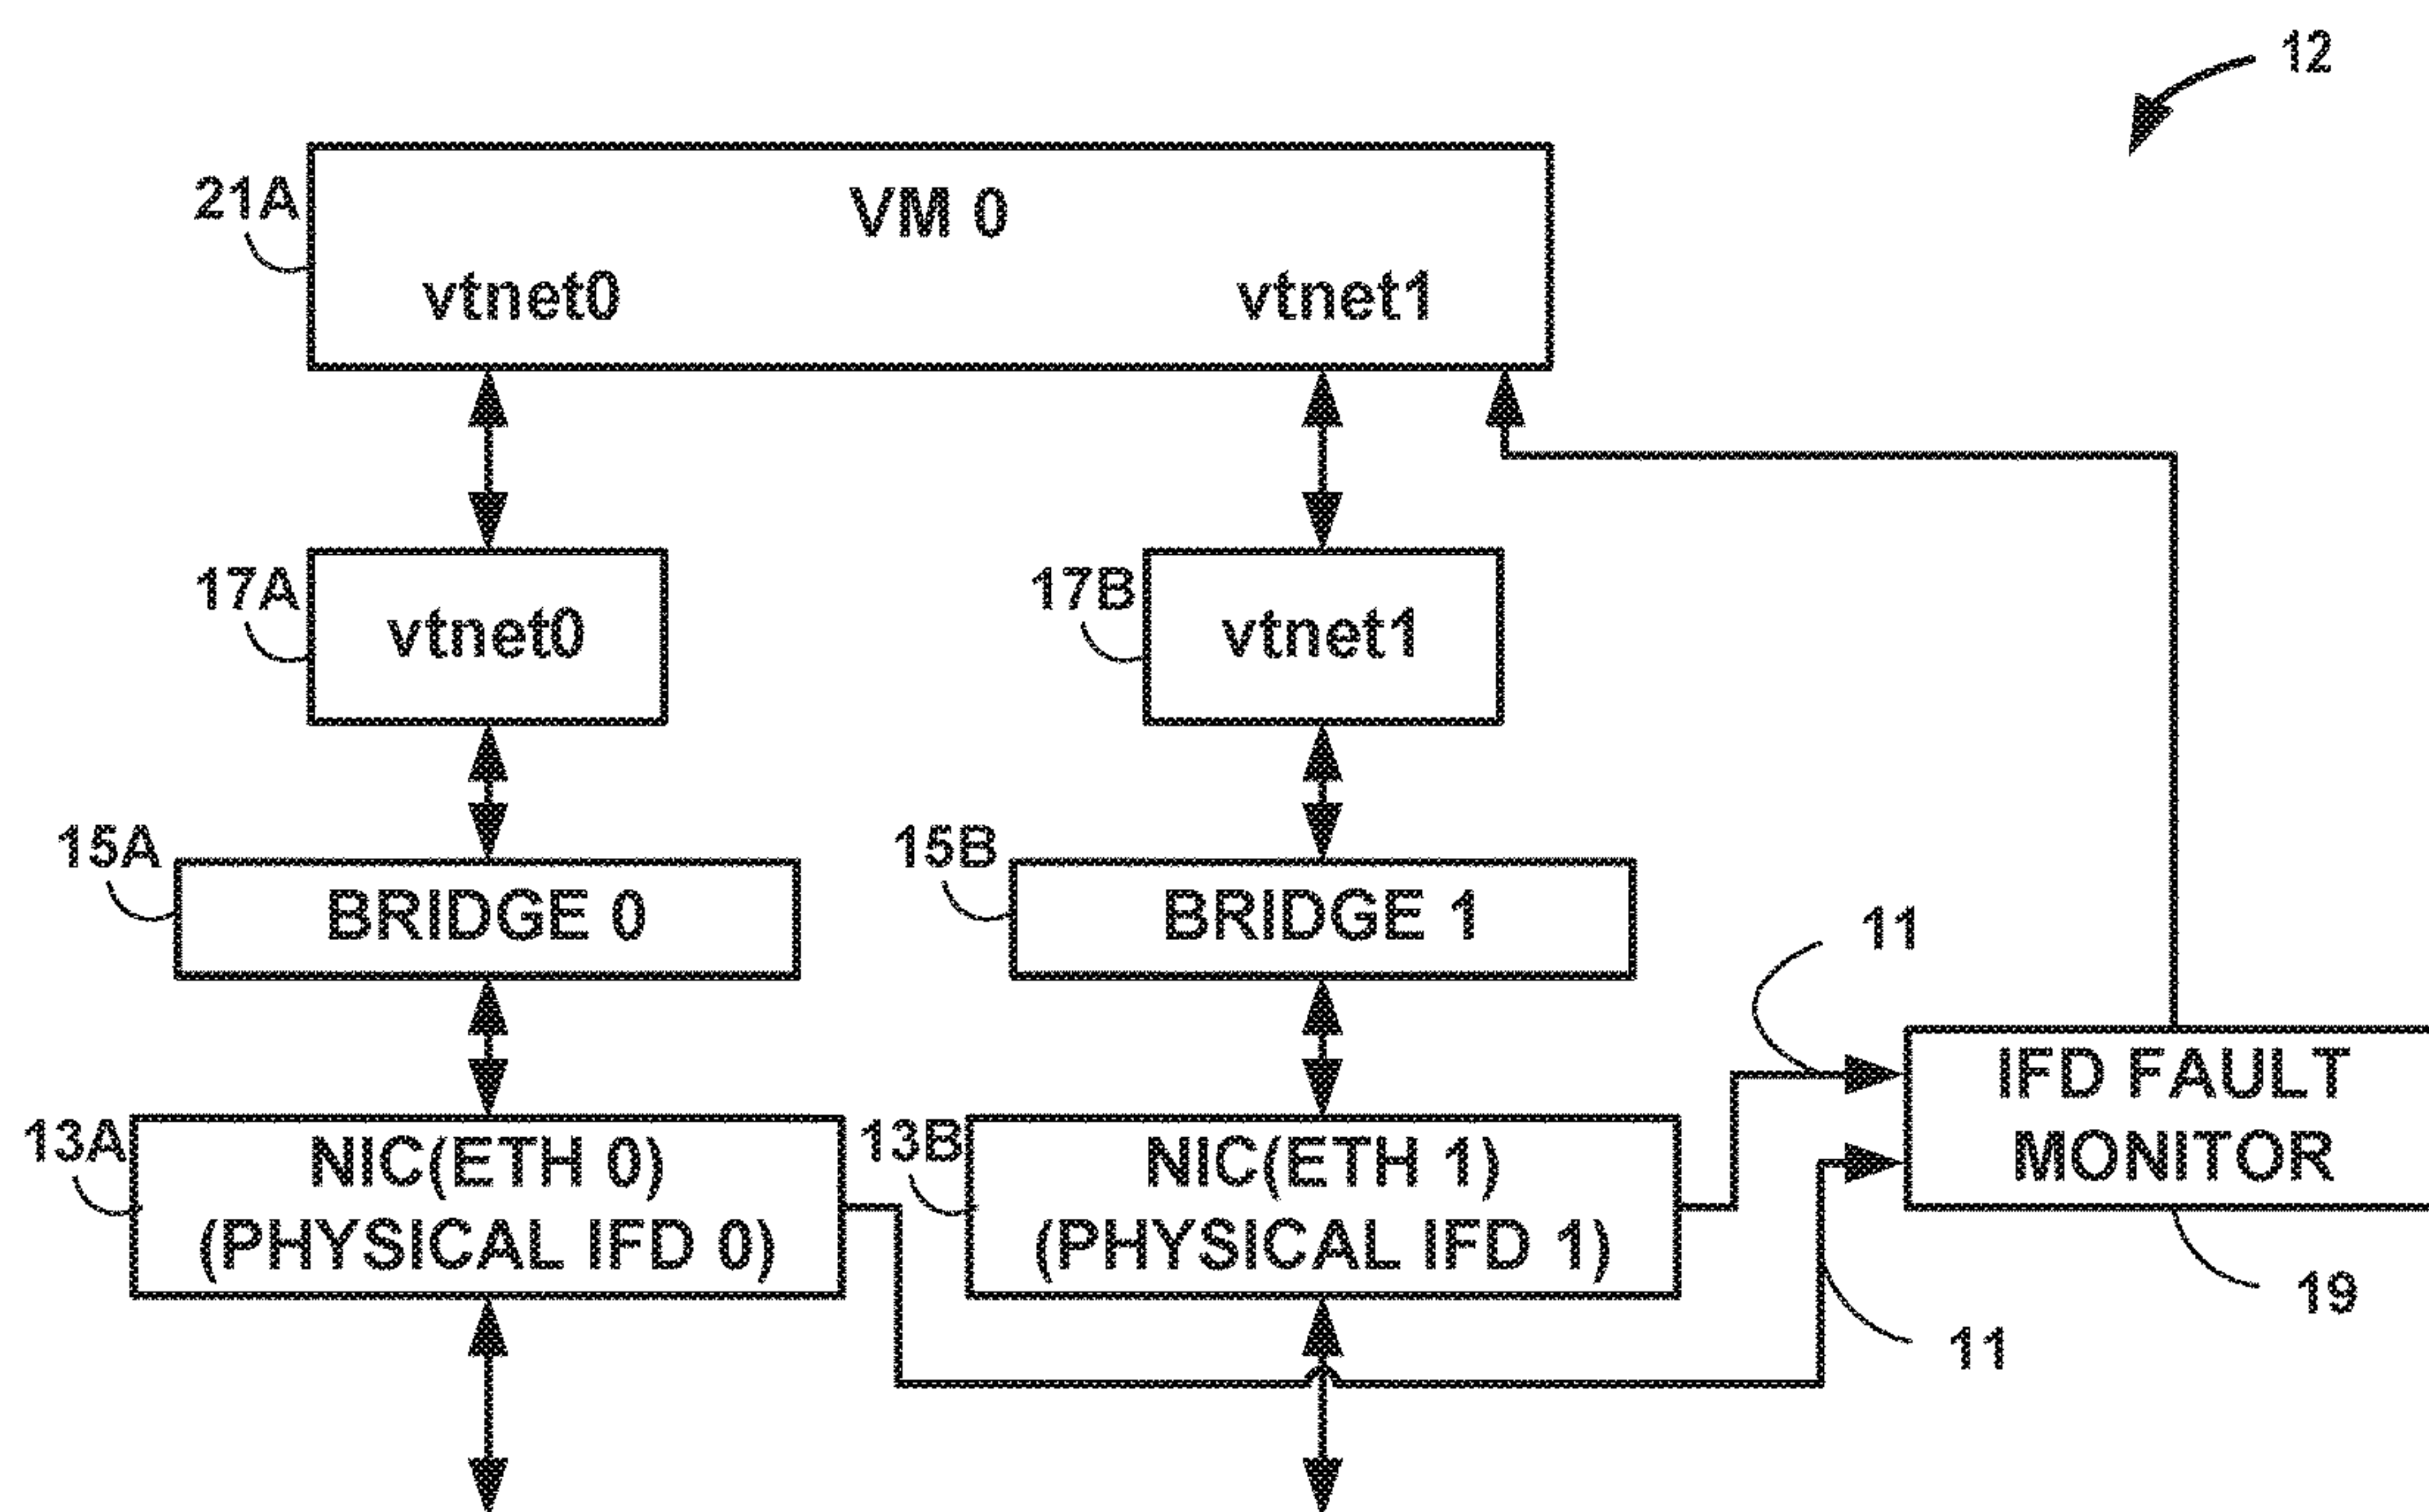 12
21A
VM 0
vtnet0
vtnet1
17A
vtnet0
17B
vtnet1
15A
BRIDGE 0
15B
BRIDGE 1
11
13A
NIC(ETH 0)
(PHYSICAL IFD 0)
13B
NIC(ETH 1)
(PHYSICAL IFD 1)
IFD FAULT
MONITOR
19
11